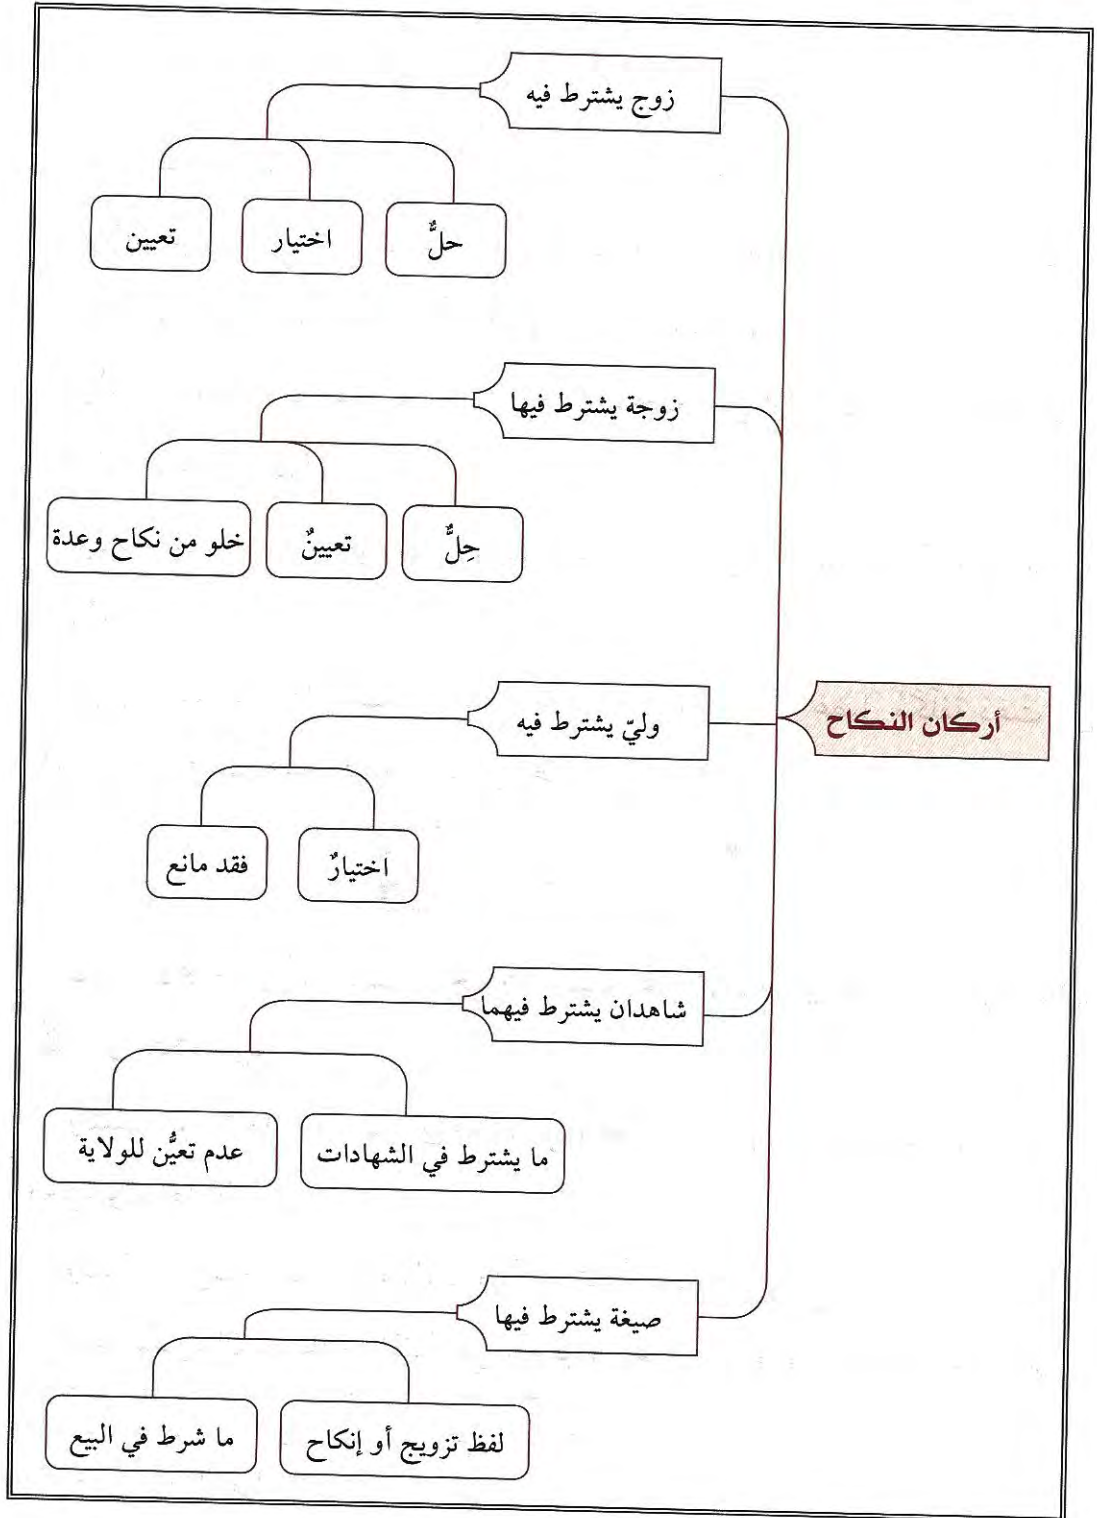 أركان النكاح
زوج يشترط فيه
حلٌّ
اختيار
تعيين
زوجة يشترط فيها
حِلٌّ
تعيينٌ
خلو من نكاح وعدة
وليّ يشترط فيه
اختيارٌ
فقد مانع
شاهدان يشترط فيهما
ما يشترط في الشهادات
عدم تعيُّن للولاية
صيغة يشترط فيها
لفظ تزويج أو إنكاح
ما شرط في البيع